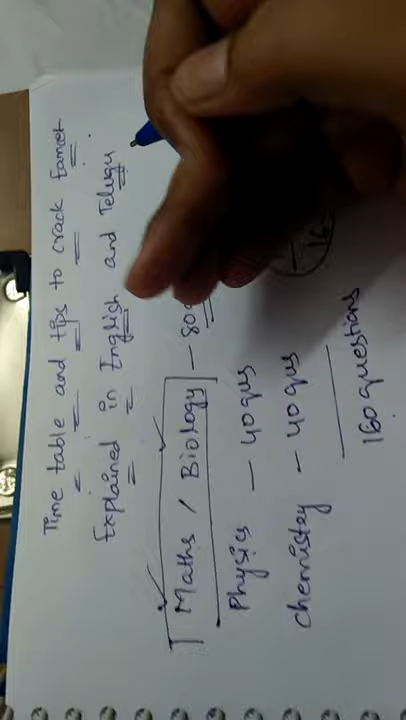 Time table and tips to crack Eamcet
Explained in English and Telugu.
Maths / Biology — 80
Physics — 40 qus
chemistry — 40 qus
160 questions